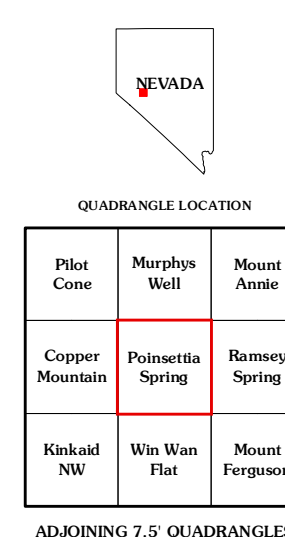 NEVADA
QUADRANGLE LOCATION
Pilot Cone
Murphys Well
Mount Annie
Copper Mountain
Poinsettia Spring
Ramsey Spring
Kinkaid NW
Win Wan Flat
Mount Ferguson
ADJOINING 7.5' QUADRANGLES